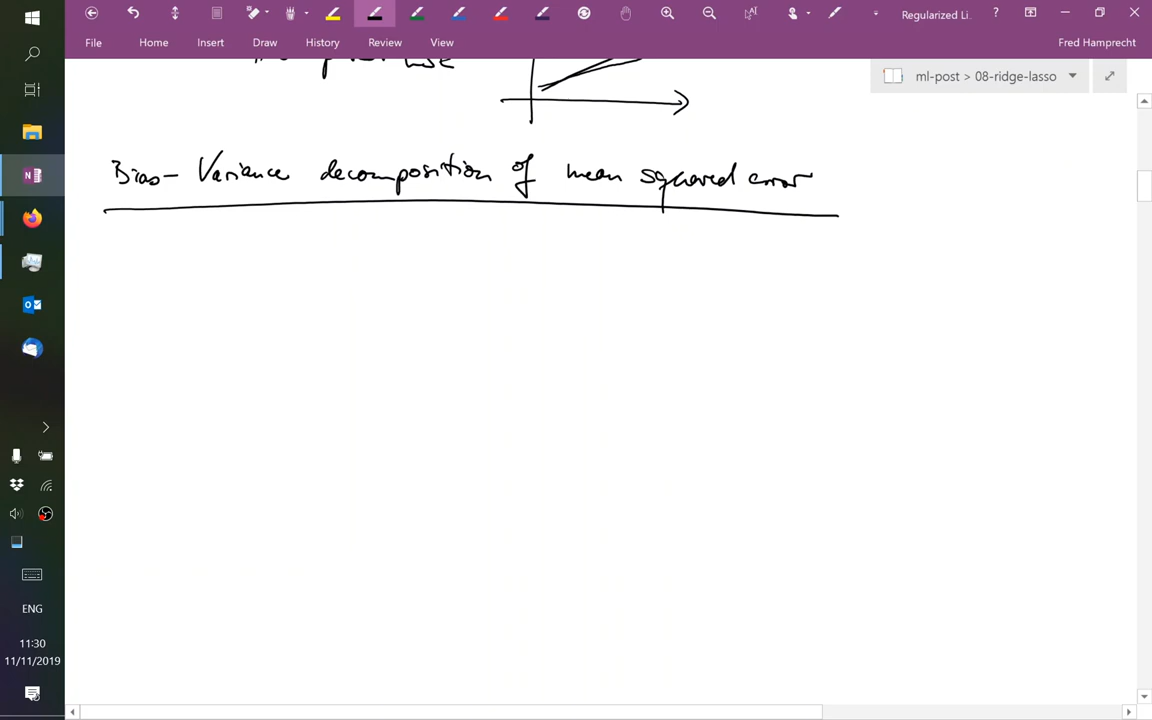 Regularized Li..
?
File
Home
Insert
Draw
History
Review
View
Fred Hamprecht
ml-post > 08-ridge-lasso
Bias-Variance decomposition of mean squared error
ENG
11:30
11/11/2019